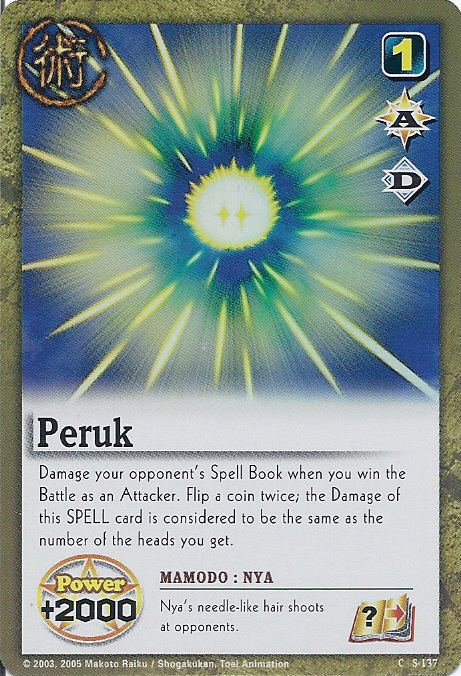 術
1
A
D
Peruk
Damage your opponent's Spell Book when you win the
Battle as an Attacker. Flip a coin twice; the Damage of
this SPELL card is considered to be the same as the
number of the heads you get.
Power
+2000
MAMODO : NYA
Nya's needle-like hair shoots
at opponents.
?
© 2003, 2005 Makoto Raiku / Shogakukan, Toei Animation
C S-137